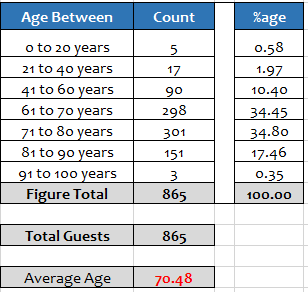 Age Between Count %age
0 to 20 years 5 0.58
21 to 40 years 17 1.97
41 to 60 years 90 10.40
61 to 70 years 298 34.45
71 to 80 years 301 34.80
81 to 90 years 151 17.46
91 to 100 years 3 0.35
Figure Total 865 100.00
Total Guests 865
Average Age 70.48